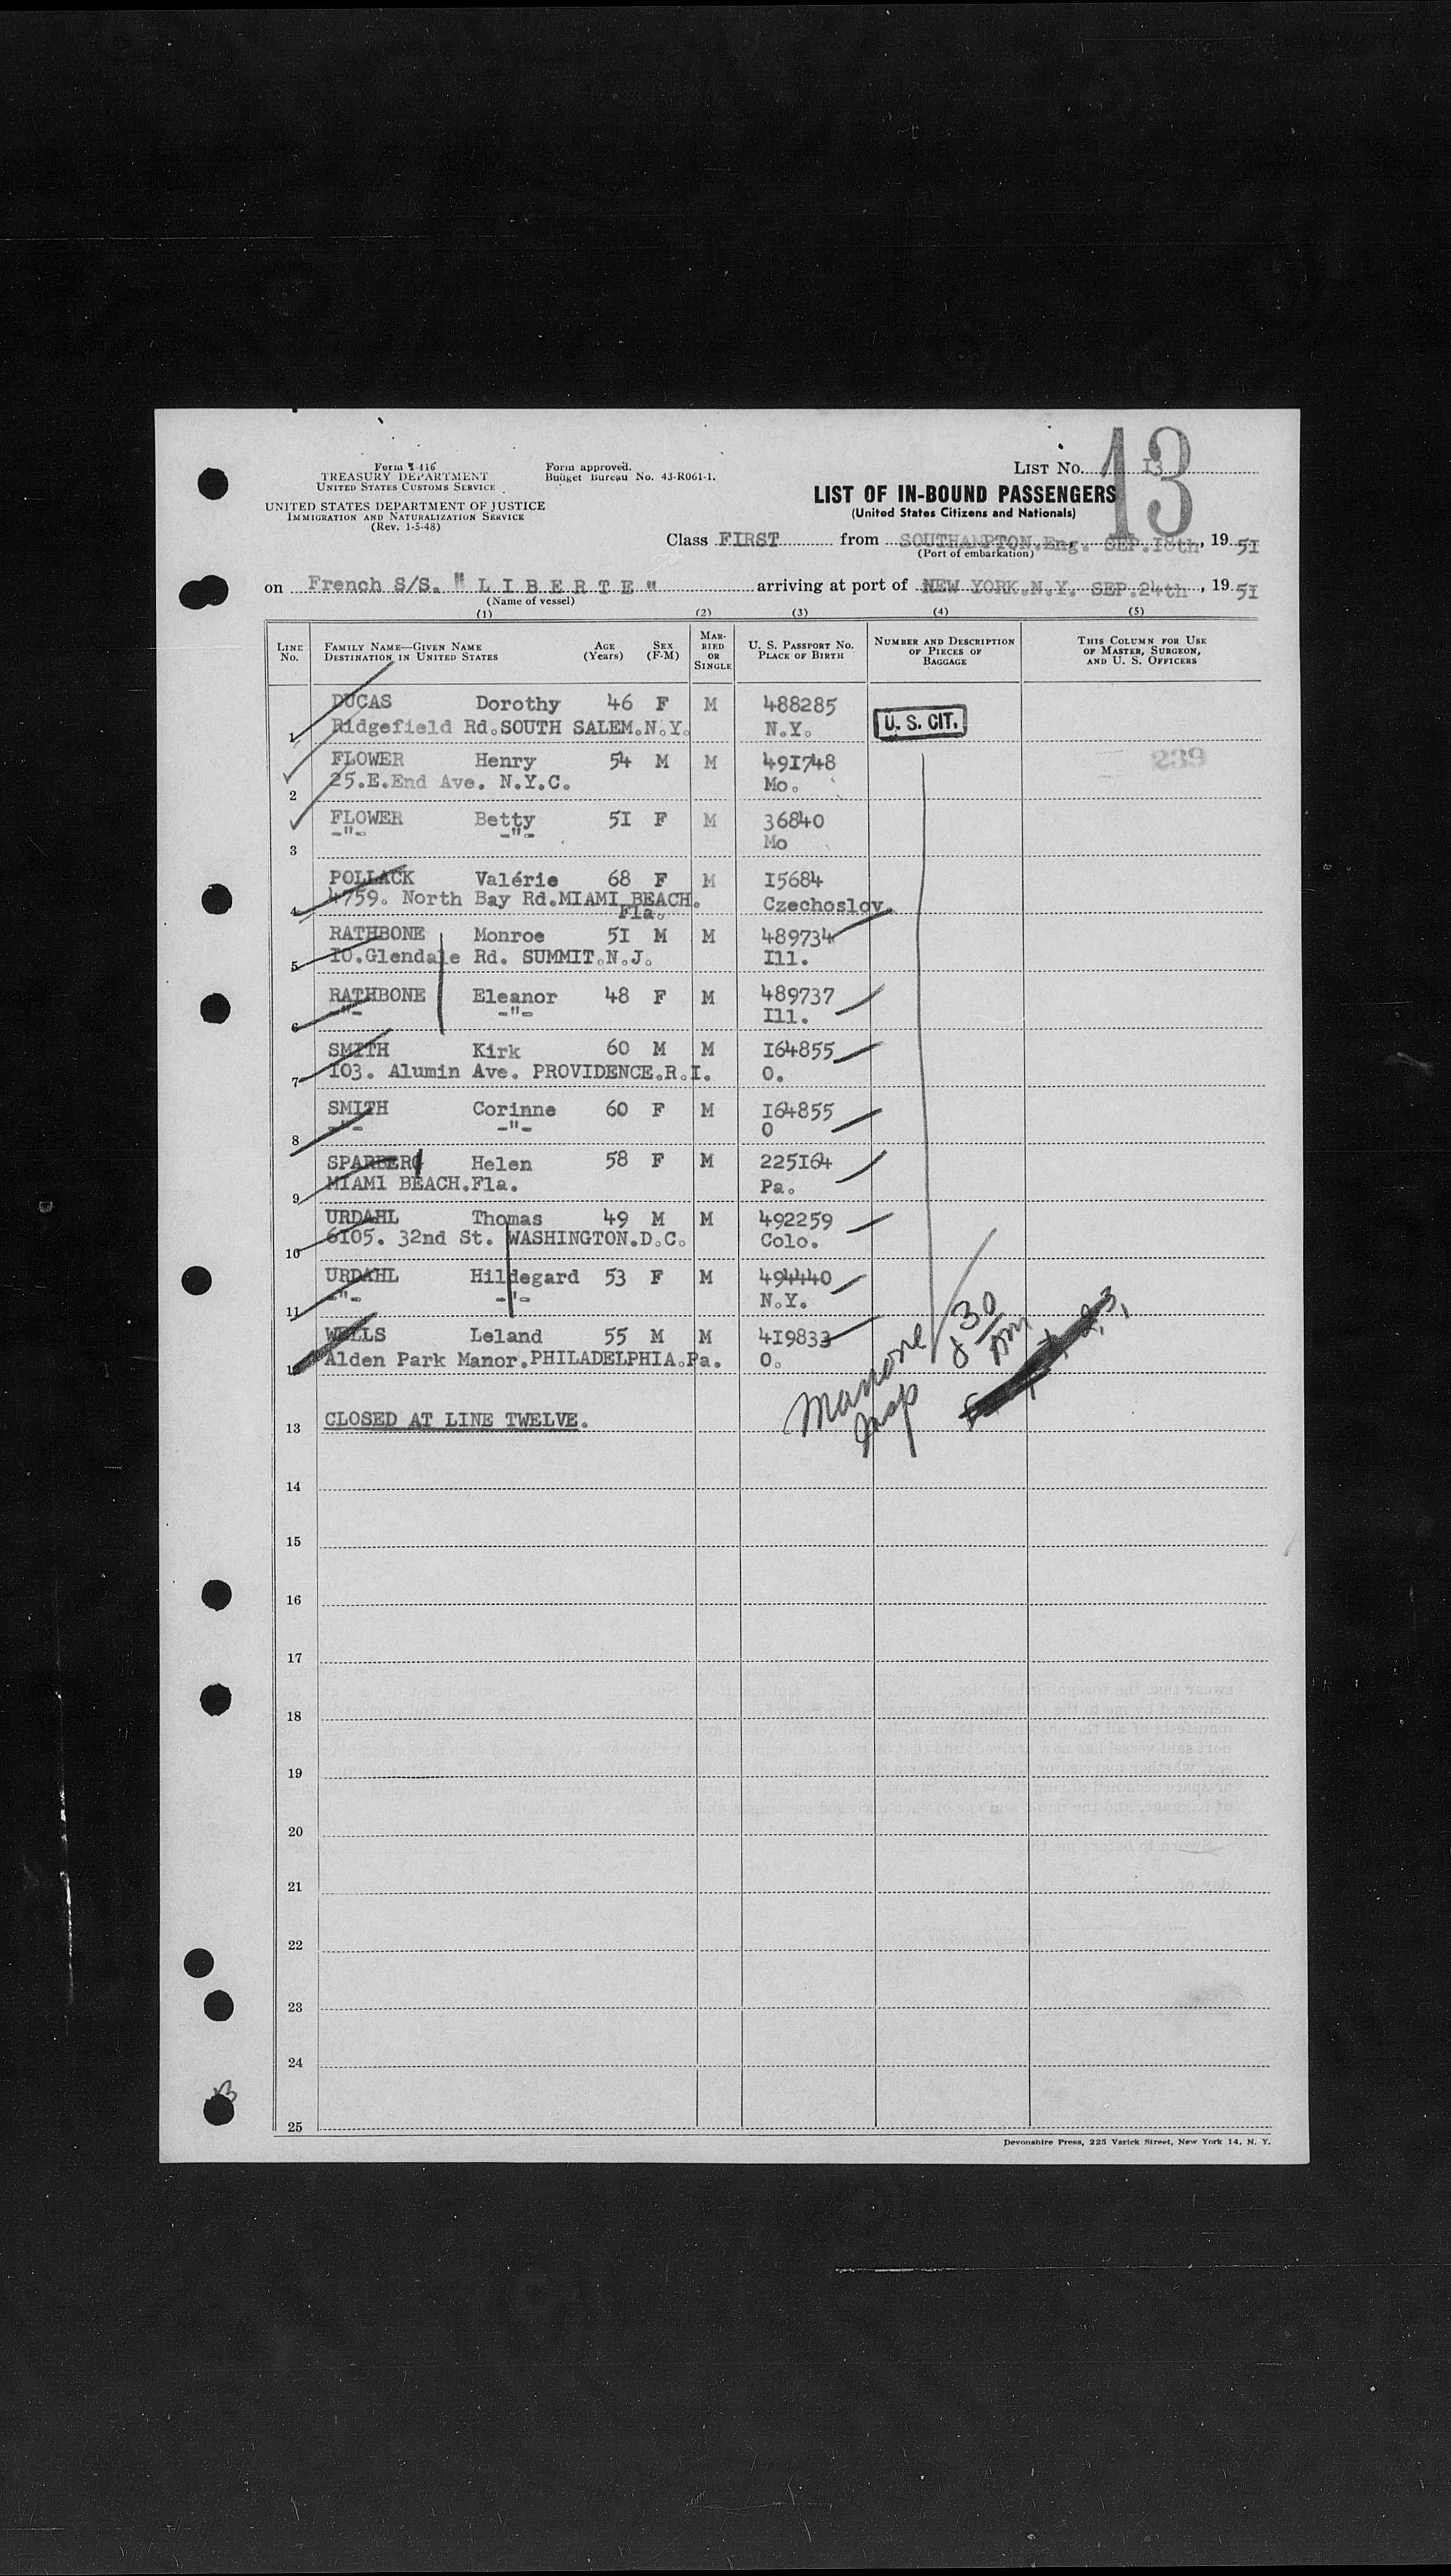 Form I-416
TREASURY DEPARTMENT
UNITED STATES CUSTOMS SERVICE
UNITED STATES DEPARTMENT OF JUSTICE
IMMIGRATION AND NATURALIZATION SERVICE
(Rev. 1-5-48)
Form approved.
Budget Bureau No. 43-R061-1.
LIST NO. 13
13
LIST OF IN-BOUND PASSENGERS
(United States Citizens and Nationals)
Class FIRST from SOUTHAMPTON.Eng. SEP.18th, 19 51
(Port of embarkation)
on French S/S. "LIBERTE" arriving at port of NEW YORK.N.Y. SEP.24th, 19 51
(Name of vessel)
(1) (2) (3) (4) (5)
LINE NO. FAMILY NAME—GIVEN NAME DESTINATION IN UNITED STATES AGE (Years) SEX (F-M) MARRIED OR SINGLE U. S. PASSPORT NO. PLACE OF BIRTH NUMBER AND DESCRIPTION OF PIECES OF BAGGAGE THIS COLUMN FOR USE OF MASTER, SURGEON, AND U. S. OFFICERS
DUCAS Dorothy 46 F M 488285
1 Ridgefield Rd.SOUTH SALEM.N.Y. N.Y. U. S. CIT.
FLOWER Henry 54 M M 491748 239
2 25.E.End Ave. N.Y.C. Mo.
FLOWER Betty 51 F M 36840
3 -"- -"- Mo
POLLACK Valérie 68 F M 15684
4 4759. North Bay Rd.MIAMI BEACH. Fla. Czechoslov.
RATHBONE Monroe 51 M M 489734
5 10.Glendale Rd. SUMMIT.N.J. Ill.
RATHBONE Eleanor 48 F M 489737
6 -"- -"- Ill.
SMITH Kirk 60 M M 164855
7 103. Alumin Ave. PROVIDENCE.R.I. O.
SMITH Corinne 60 F M 164855
8 -"- -"- O
SPARBERG Helen 58 F M 225164
9 MIAMI BEACH.Fla. Pa.
URDAHL Thomas 49 M M 492259
10 6105. 32nd St. WASHINGTON.D.C. Colo.
URDAHL Hildegard 53 F M 494440
11 -"- -"- N.Y.
WELLS Leland 55 M M 419833
12 Alden Park Manor.PHILADELPHIA.Pa. O.
13 CLOSED AT LINE TWELVE.
14
15
16
17
18
19
20
21
22
23
24
25
Devonshire Press, 225 Varick Street, New York 14, N. Y.